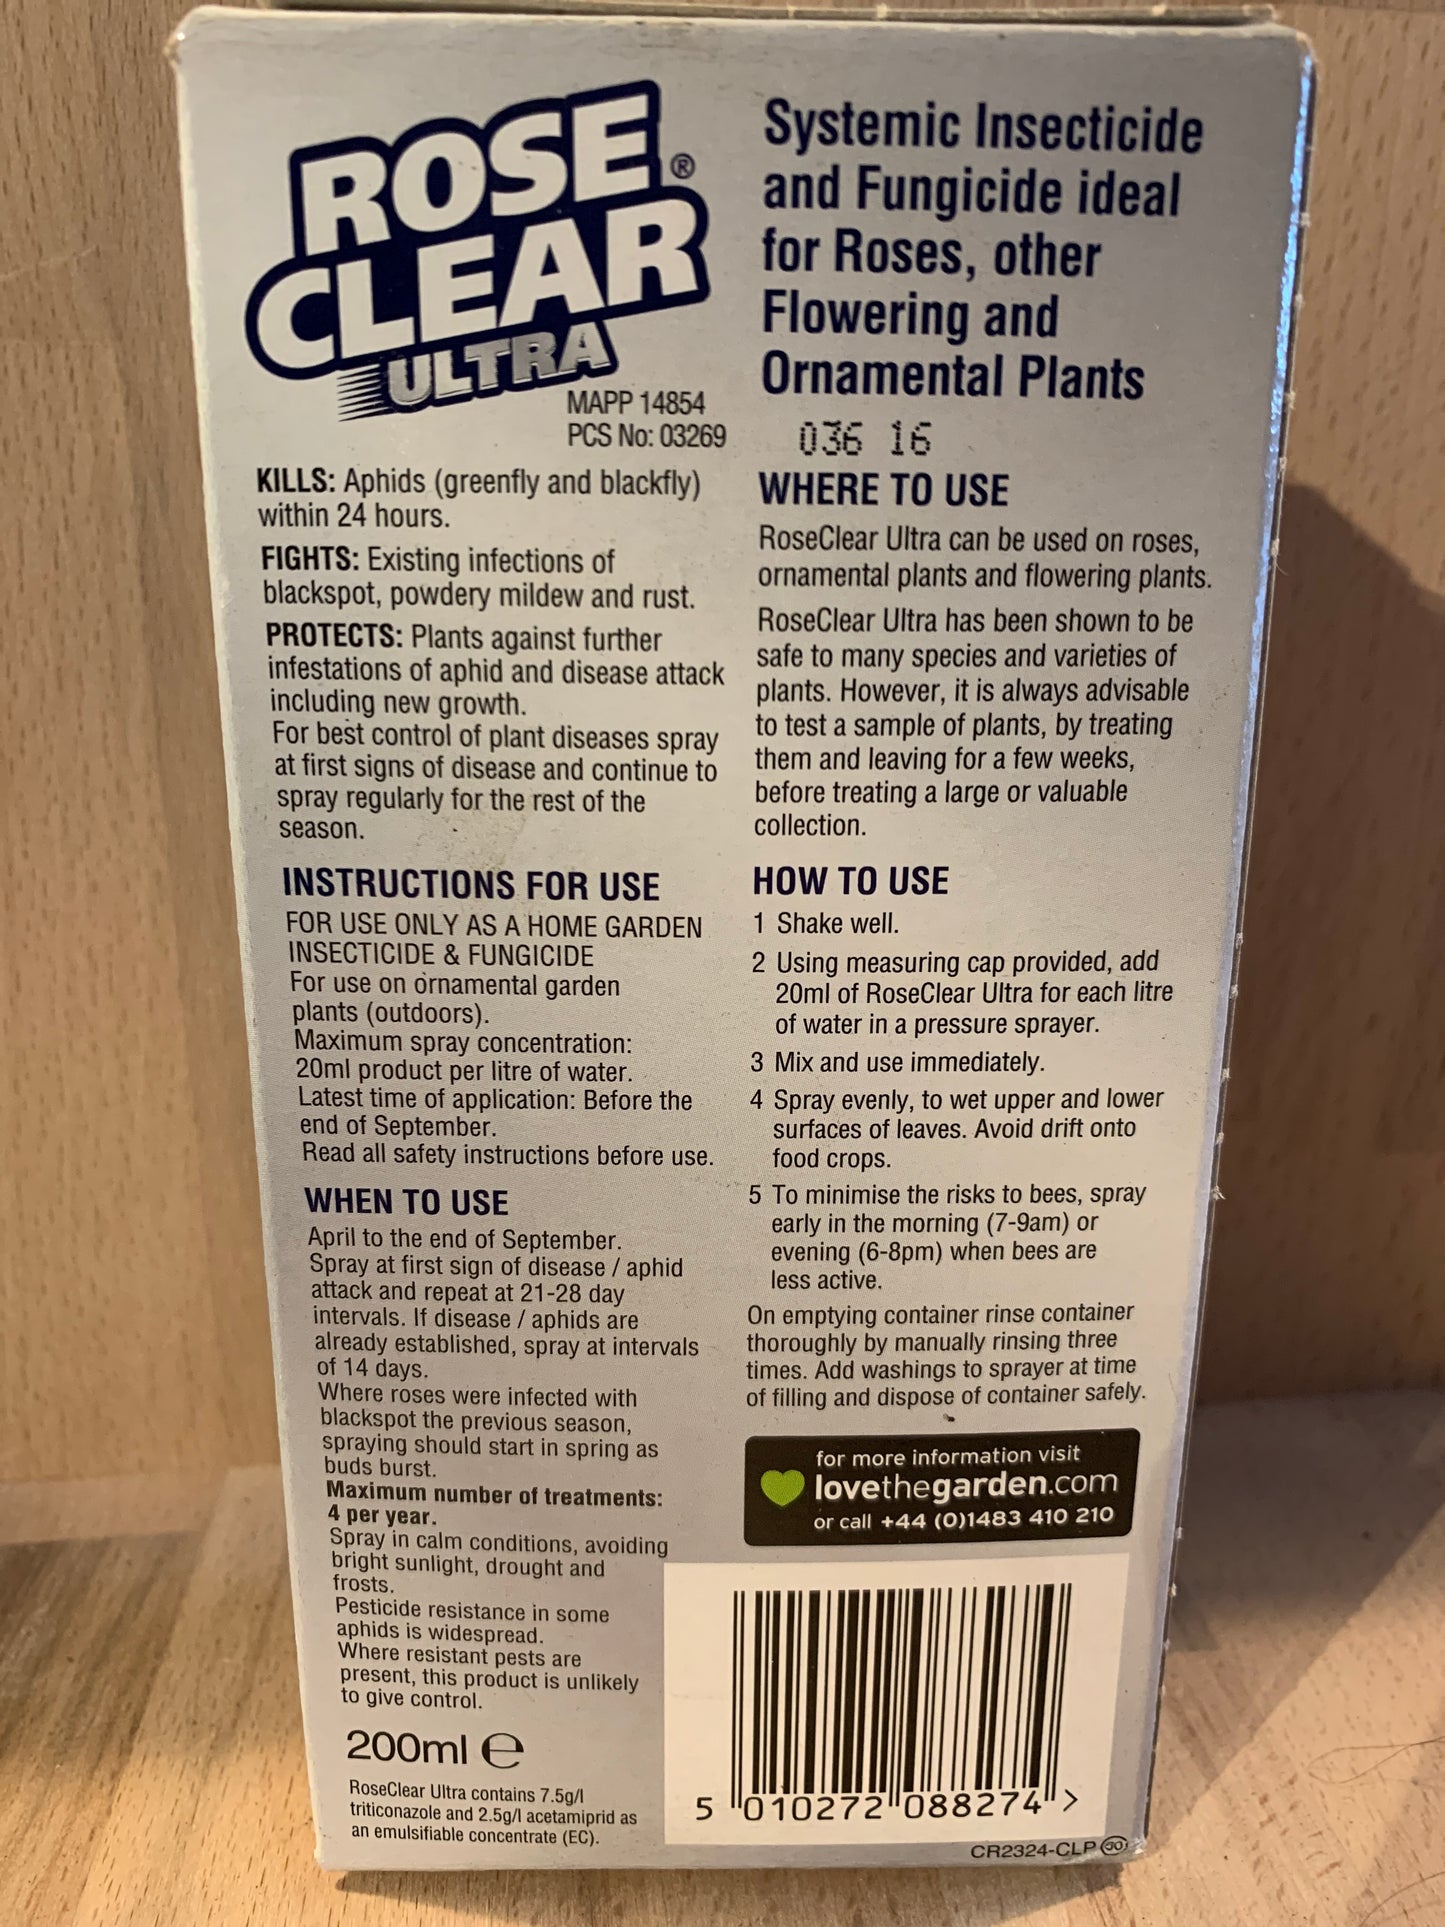 ROSE
CLEAR®
ULTRA
MAPP 14854
PCS No: 03269
KILLS: Aphids (greenfly and blackfly)
within 24 hours.
FIGHTS: Existing infections of
blackspot, powdery mildew and rust.
PROTECTS: Plants against further
infestations of aphid and disease attack
including new growth.
For best control of plant diseases spray
at first signs of disease and continue to
spray regularly for the rest of the
season.
INSTRUCTIONS FOR USE
FOR USE ONLY AS A HOME GARDEN
INSECTICIDE & FUNGICIDE
For use on ornamental garden
plants (outdoors).
Maximum spray concentration:
20ml product per litre of water.
Latest time of application: Before the
end of September.
Read all safety instructions before use.
WHEN TO USE
April to the end of September.
Spray at first sign of disease / aphid
attack and repeat at 21-28 day
intervals. If disease / aphids are
already established, spray at intervals
of 14 days.
Where roses were infected with
blackspot the previous season,
spraying should start in spring as
buds burst.
Maximum number of treatments:
4 per year.
Spray in calm conditions, avoiding
bright sunlight, drought and
frosts.
Pesticide resistance in some
aphids is widespread.
Where resistant pests are
present, this product is unlikely
to give control.
200ml ℮
RoseClear Ultra contains 7.5g/l
triticonazole and 2.5g/l acetamiprid as
an emulsifiable concentrate (EC).
Systemic Insecticide
and Fungicide ideal
for Roses, other
Flowering and
Ornamental Plants
036 16
WHERE TO USE
RoseClear Ultra can be used on roses,
ornamental plants and flowering plants.
RoseClear Ultra has been shown to be
safe to many species and varieties of
plants. However, it is always advisable
to test a sample of plants, by treating
them and leaving for a few weeks,
before treating a large or valuable
collection.
HOW TO USE
1 Shake well.
2 Using measuring cap provided, add
20ml of RoseClear Ultra for each litre
of water in a pressure sprayer.
3 Mix and use immediately.
4 Spray evenly, to wet upper and lower
surfaces of leaves. Avoid drift onto
food crops.
5 To minimise the risks to bees, spray
early in the morning (7-9am) or
evening (6-8pm) when bees are
less active.
On emptying container rinse container
thoroughly by manually rinsing three
times. Add washings to sprayer at time
of filling and dispose of container safely.
for more information visit
lovethegarden.com
or call +44 (0)1483 410 210
5 010272 088274 >
CR2324-CLP 30